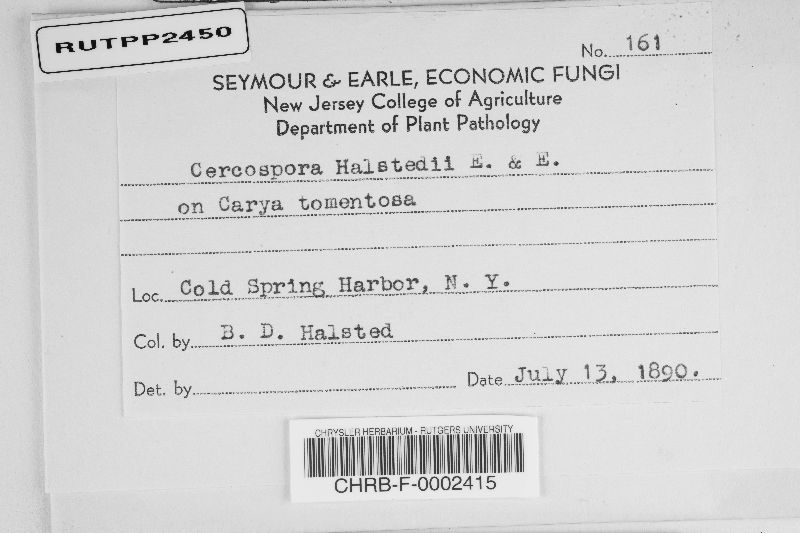 RUTPP2450
No. 161
SEYMOUR & EARLE, ECONOMIC FUNGI
New Jersey College of Agriculture
Department of Plant Pathology
Cercospora Halstedii E. & E.
on Carya tomentosa
Loc. Cold Spring Harbor, N. Y.
Col. by B. D. Halsted
Det. by Date July 13, 1890.
CHRYSLER HERBARIUM - RUTGERS UNIVERSITY
CHRB-F-0002415